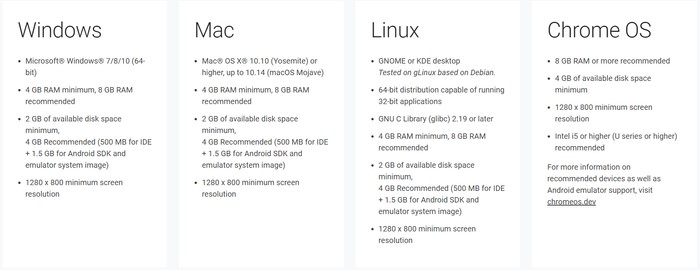 Windows
• Microsoft® Windows® 7/8/10 (64-
bit)
• 4 GB RAM minimum, 8 GB RAM
recommended
• 2 GB of available disk space
minimum,
4 GB Recommended (500 MB for IDE
+ 1.5 GB for Android SDK and
emulator system image)
• 1280 x 800 minimum screen
resolution
Mac
• Mac® OS X® 10.10 (Yosemite) or
higher, up to 10.14 (macOS Mojave)
• 4 GB RAM minimum, 8 GB RAM
recommended
• 2 GB of available disk space
minimum,
4 GB Recommended (500 MB for IDE
+ 1.5 GB for Android SDK and
emulator system image)
• 1280 x 800 minimum screen
resolution
Linux
• GNOME or KDE desktop
Tested on gLinux based on Debian.
• 64-bit distribution capable of running
32-bit applications
• GNU C Library (glibc) 2.19 or later
• 4 GB RAM minimum, 8 GB RAM
recommended
• 2 GB of available disk space
minimum,
4 GB Recommended (500 MB for IDE
+ 1.5 GB for Android SDK and
emulator system image)
• 1280 x 800 minimum screen
resolution
Chrome OS
• 8 GB RAM or more recommended
• 4 GB of available disk space
minimum
• 1280 x 800 minimum screen
resolution
• Intel i5 or higher (U series or higher)
recommended
For more information on
recommended devices as well as
Android emulator support, visit
chromeos.dev